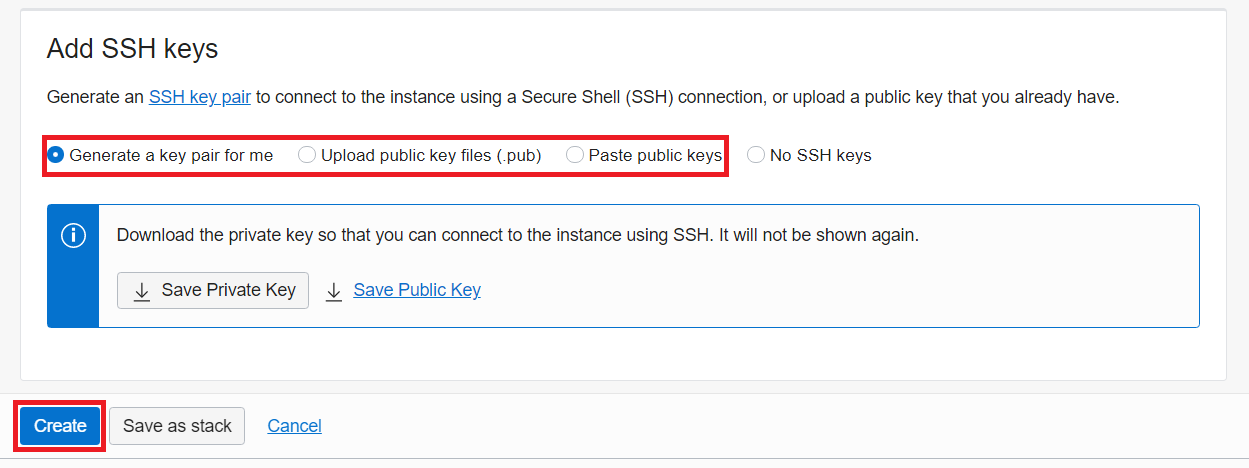 Add SSH keys
Generate an SSH key pair to connect to the instance using a Secure Shell (SSH) connection, or upload a public key that you already have.
Generate a key pair for me Upload public key files (.pub) Paste public keys No SSH keys
Download the private key so that you can connect to the instance using SSH. It will not be shown again.
Save Private Key Save Public Key
Create Save as stack Cancel